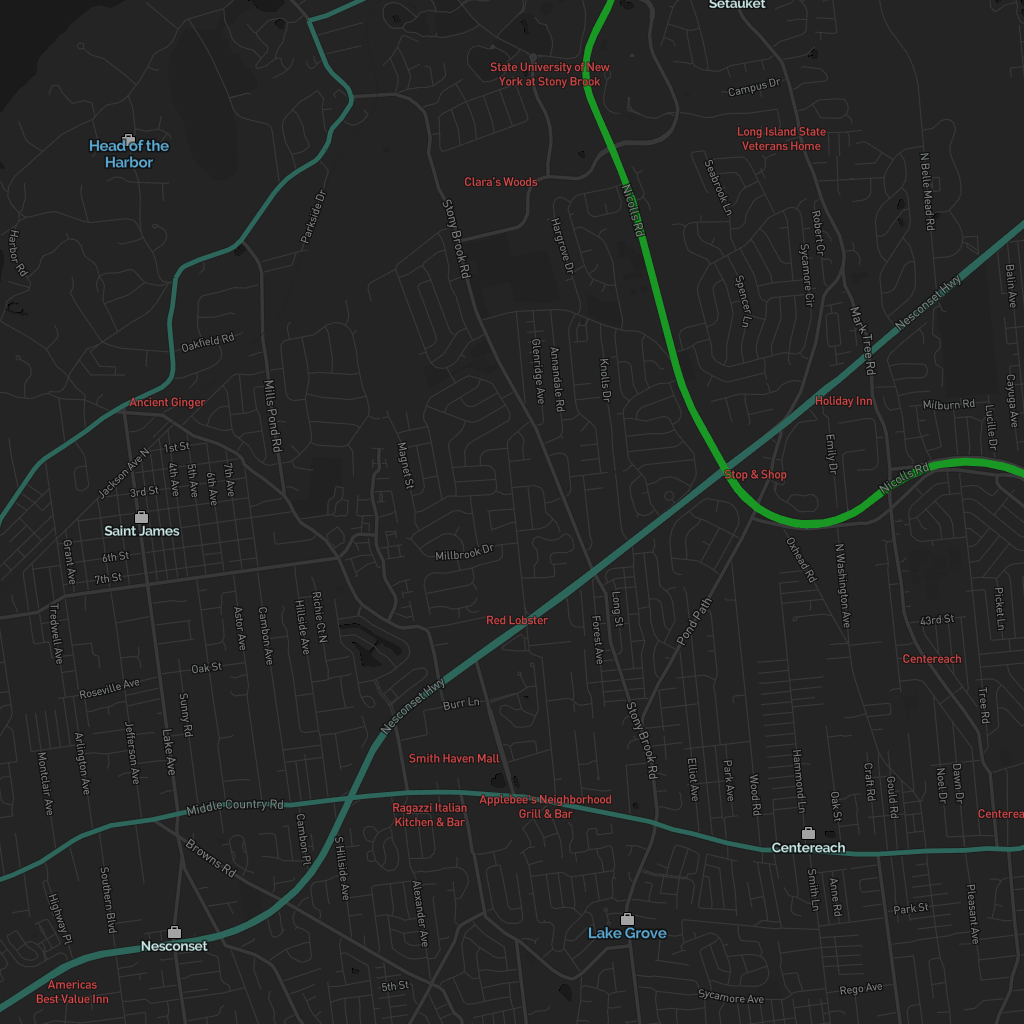 Setauket
State University of New
York at Stony Brook
Campus Dr
Long Island State
Veterans Home
Head of the
Harbor
Clara's Woods
Seabrook Ln
N Belle Mead Rd
Parkside Dr
Stony Brook Rd
Nicolls Rd
Hargrove Dr
Robert Cr
Sycamore Cir
Harbor Rd
Spencer Ln
Nesconset Hwy
Balin Ave
Mark Tree Rd
Oakfield Rd
Glenridge Ave
Annandale Rd
Knolls Dr
Mills Pond Rd
Ancient Ginger
Holiday Inn
Milburn Rd
Cayuga Ave
Lucille Dr
1st St
Jackson Ave N
4th Ave
5th Ave
6th Ave
7th Ave
3rd St
Magnet St
Emily Dr
Stop & Shop
Nicolls Rd
Saint James
6th St
7th St
Grant Ave
Millbrook Dr
Oxhead Rd
N Washington Ave
Tredwell Ave
Astor Ave
Cambon Ave
Hillside Ave
Richie Ct N
Red Lobster
Forest Ave
Long St
Pond Path
43rd St
Picket Ln
Centereach
Oak St
Roseville Ave
Sunny Rd
Nesconset Hwy
Burr Ln
Stony Brook Rd
Tree Rd
Montclair Ave
Arlington Ave
Jefferson Ave
Lake Ave
Smith Haven Mall
Elliot Ave
Park Ave
Wood Rd
Hammond Ln
Oak St
Craft Rd
Gould Rd
Noel Dr
Dawn Dr
Middle Country Rd
Ragazzi Italian
Kitchen & Bar
Applebee's Neighborhood
Grill & Bar
Centerea
Cambon Pl
S Hillside Ave
Browns Rd
Centereach
Highway Pl
Southern Blvd
Alexander Ave
Smith Ln
Anne Rd
Park St
Pleasant Ave
Nesconset
Lake Grove
Americas
Best Value Inn
5th St
Sycamore Ave
Rego Ave